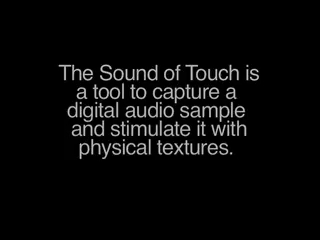 The Sound of Touch is
a tool to capture a
digital audio sample
and stimulate it with
physical textures.